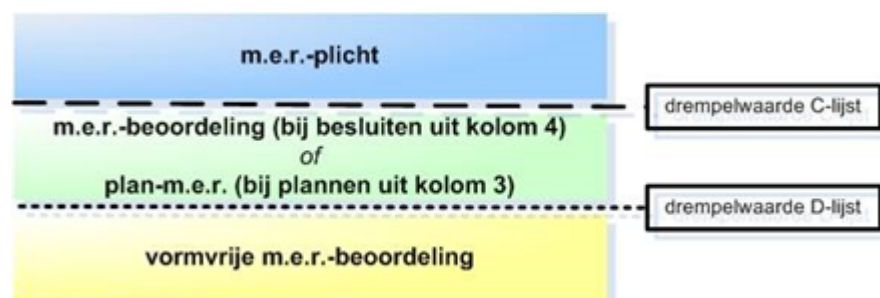 m.e.r.-plicht
drempelwaarde C-lijst
m.e.r.-beoordeling (bij besluiten uit kolom 4)
of
plan-m.e.r. (bij plannen uit kolom 3)
drempelwaarde D-lijst
vormvrije m.e.r.-beoordeling